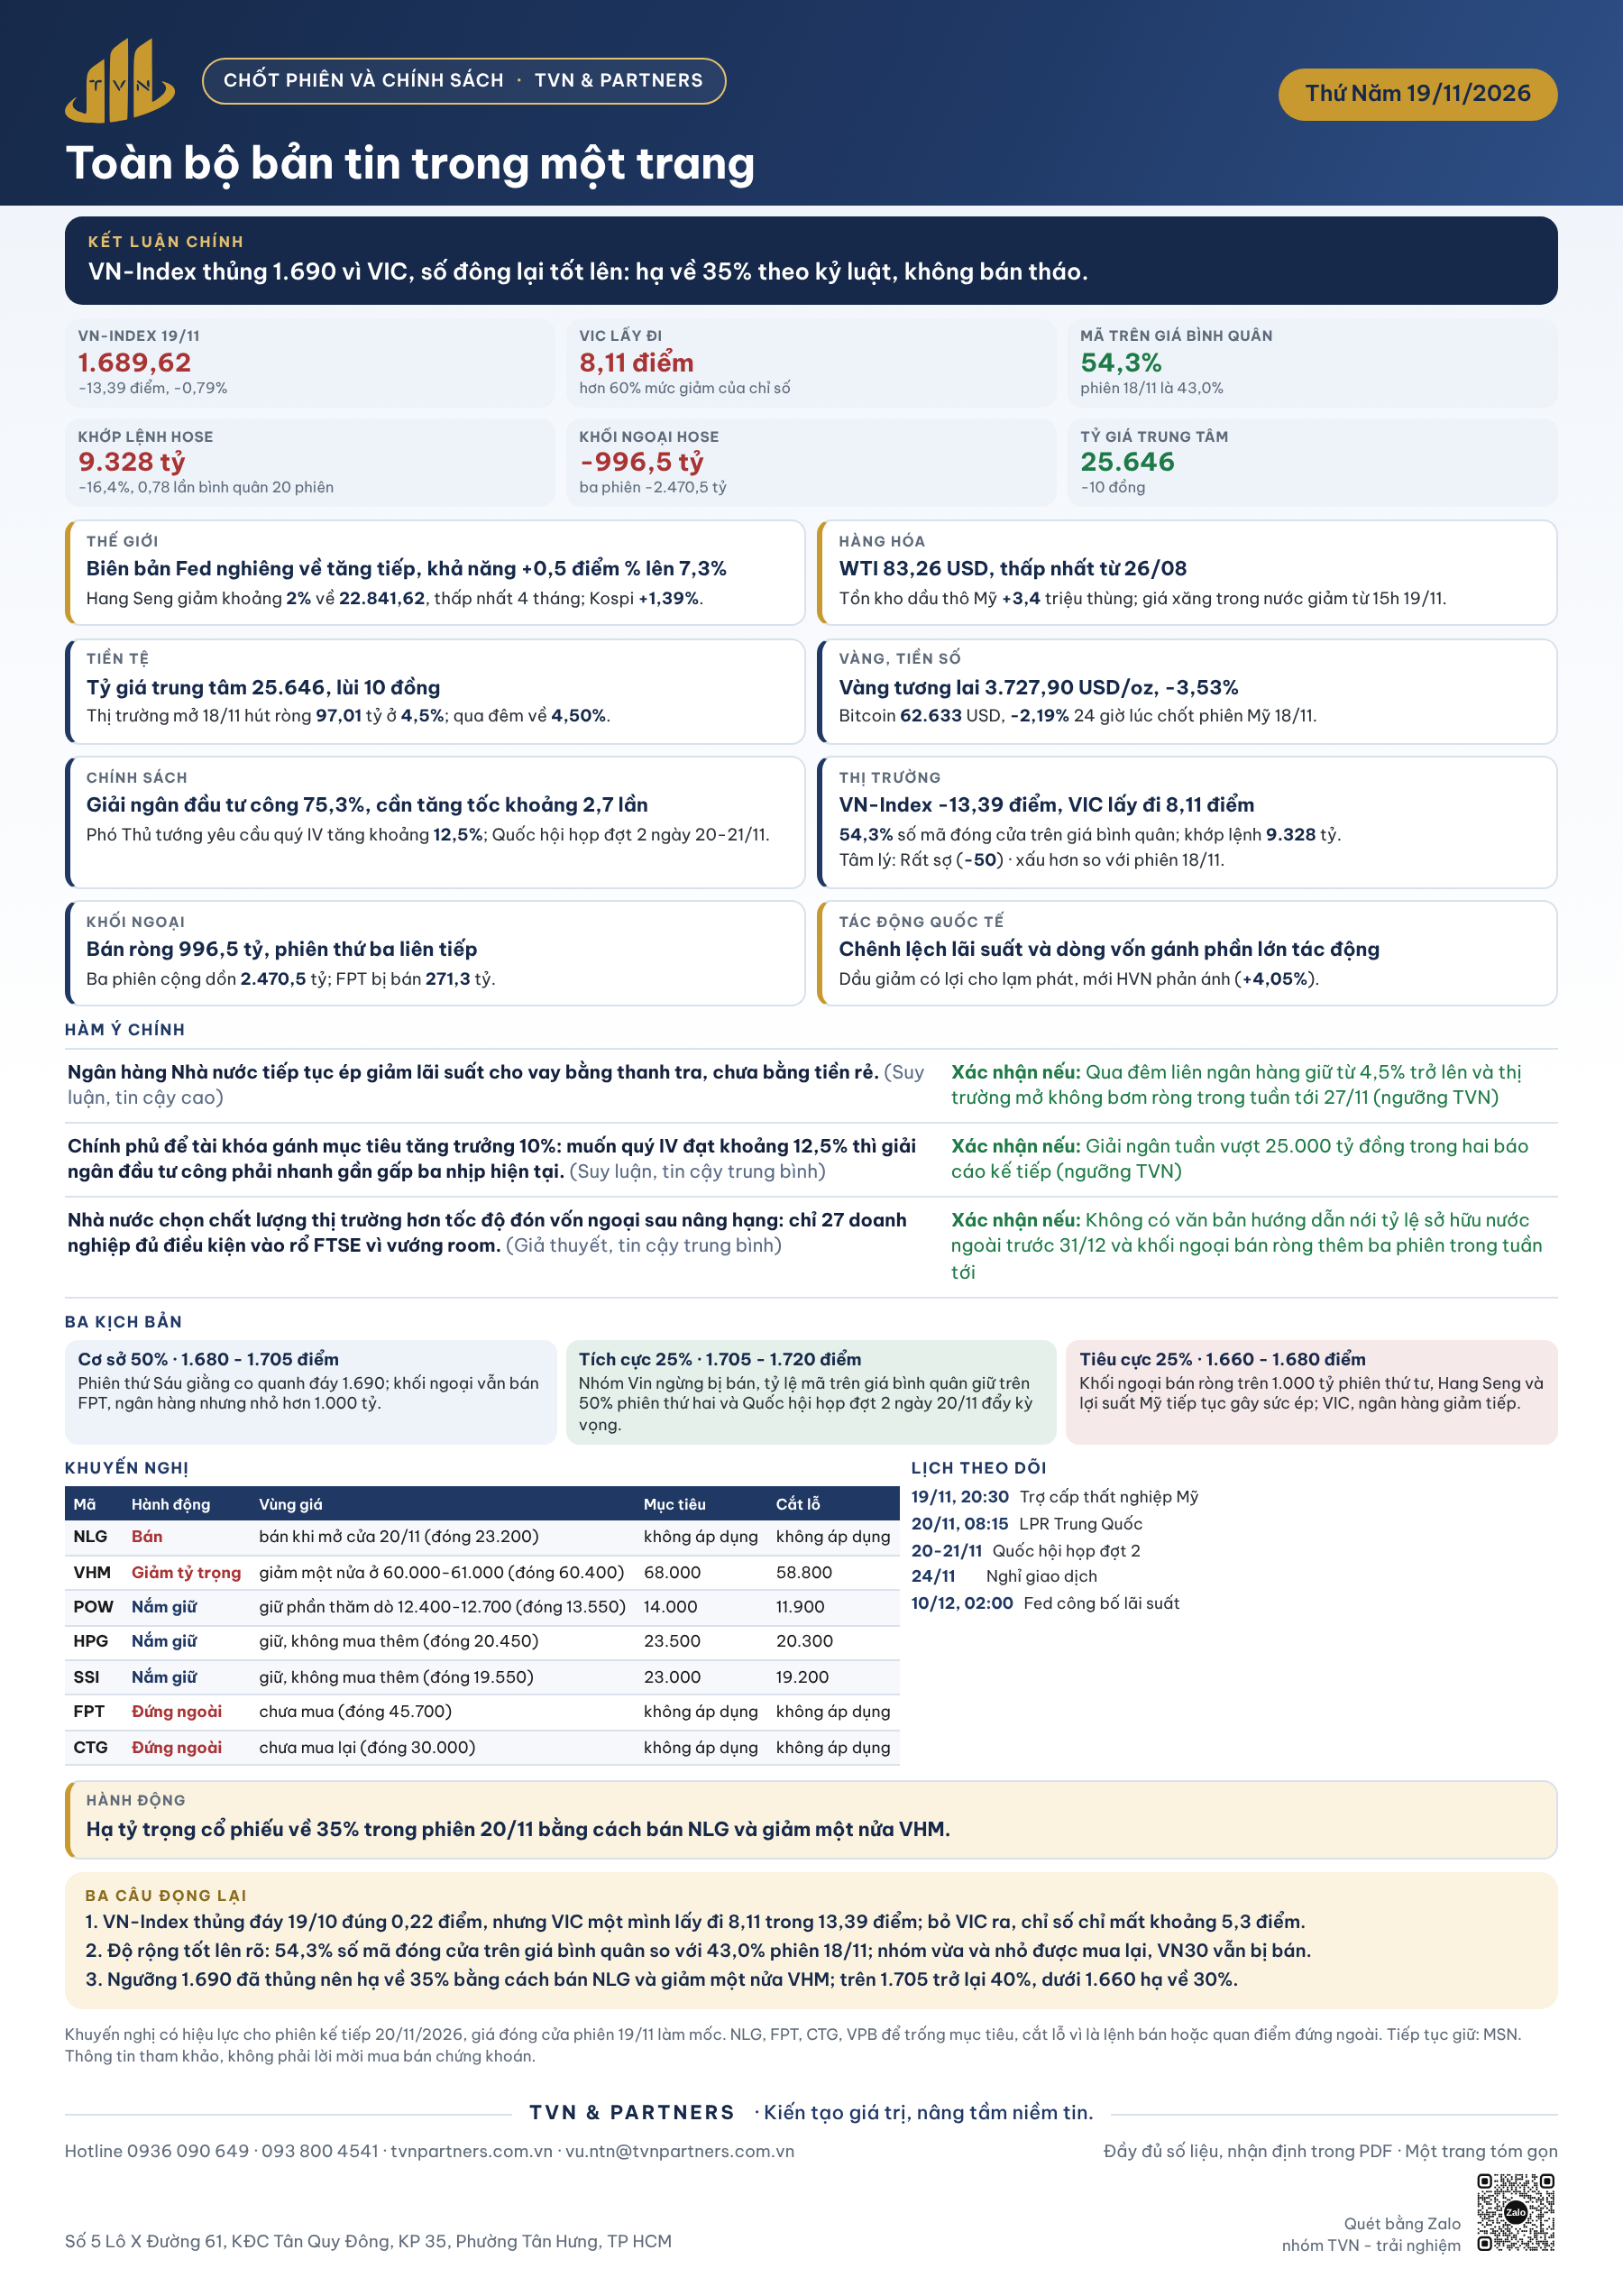 TVN
CHỐT PHIÊN VÀ CHÍNH SÁCH · TVN & PARTNERS
Thứ Năm 19/11/2026
Toàn bộ bản tin trong một trang
KẾT LUẬN CHÍNH
VN-Index thủng 1.690 vì VIC, số đông lại tốt lên: hạ về 35% theo kỷ luật, không bán tháo.
VN-INDEX 19/11
1.689,62
-13,39 điểm, -0,79%
VIC LẤY ĐI
8,11 điểm
hơn 60% mức giảm của chỉ số
MÃ TRÊN GIÁ BÌNH QUÂN
54,3%
phiên 18/11 là 43,0%
KHỚP LỆNH HOSE
9.328 tỷ
-16,4%, 0,78 lần bình quân 20 phiên
KHỐI NGOẠI HOSE
-996,5 tỷ
ba phiên -2.470,5 tỷ
TỶ GIÁ TRUNG TÂM
25.646
-10 đồng
THẾ GIỚI
Biên bản Fed nghiêng về tăng tiếp, khả năng +0,5 điểm % lên 7,3%
Hang Seng giảm khoảng 2% về 22.841,62, thấp nhất 4 tháng; Kospi +1,39%.
HÀNG HÓA
WTI 83,26 USD, thấp nhất từ 26/08
Tồn kho dầu thô Mỹ +3,4 triệu thùng; giá xăng trong nước giảm từ 15h 19/11.
TIỀN TỆ
Tỷ giá trung tâm 25.646, lùi 10 đồng
Thị trường mở 18/11 hút ròng 97,01 tỷ ở 4,5%; qua đêm về 4,50%.
VÀNG, TIỀN SỐ
Vàng tương lai 3.727,90 USD/oz, -3,53%
Bitcoin 62.633 USD, -2,19% 24 giờ lúc chốt phiên Mỹ 18/11.
CHÍNH SÁCH
Giải ngân đầu tư công 75,3%, cần tăng tốc khoảng 2,7 lần
Phó Thủ tướng yêu cầu quý IV tăng khoảng 12,5%; Quốc hội họp đợt 2 ngày 20-21/11.
THỊ TRƯỜNG
VN-Index -13,39 điểm, VIC lấy đi 8,11 điểm
54,3% số mã đóng cửa trên giá bình quân; khớp lệnh 9.328 tỷ.
Tâm lý: Rất sợ (-50) · xấu hơn so với phiên 18/11.
KHỐI NGOẠI
Bán ròng 996,5 tỷ, phiên thứ ba liên tiếp
Ba phiên cộng dồn 2.470,5 tỷ; FPT bị bán 271,3 tỷ.
TÁC ĐỘNG QUỐC TẾ
Chênh lệch lãi suất và dòng vốn gánh phần lớn tác động
Dầu giảm có lợi cho lạm phát, mới HVN phản ánh (+4,05%).
HÀM Ý CHÍNH
Ngân hàng Nhà nước tiếp tục ép giảm lãi suất cho vay bằng thanh tra, chưa bằng tiền rẻ. (Suy
luận, tin cậy cao)
Xác nhận nếu: Qua đêm liên ngân hàng giữ từ 4,5% trở lên và thị
trường mở không bơm ròng trong tuần tới 27/11 (ngưỡng TVN)
Chính phủ để tài khóa gánh mục tiêu tăng trưởng 10%: muốn quý IV đạt khoảng 12,5% thì giải
ngân đầu tư công phải nhanh gần gấp ba nhịp hiện tại. (Suy luận, tin cậy trung bình)
Xác nhận nếu: Giải ngân tuần vượt 25.000 tỷ đồng trong hai báo
cáo kế tiếp (ngưỡng TVN)
Nhà nước chọn chất lượng thị trường hơn tốc độ đón vốn ngoại sau nâng hạng: chỉ 27 doanh
nghiệp đủ điều kiện vào rổ FTSE vì vướng room. (Giả thuyết, tin cậy trung bình)
Xác nhận nếu: Không có văn bản hướng dẫn nới tỷ lệ sở hữu nước
ngoài trước 31/12 và khối ngoại bán ròng thêm ba phiên trong tuần
tới
BA KỊCH BẢN
Cơ sở 50% · 1.680 - 1.705 điểm
Phiên thứ Sáu giằng co quanh đáy 1.690; khối ngoại vẫn bán
FPT, ngân hàng nhưng nhỏ hơn 1.000 tỷ.
Tích cực 25% · 1.705 - 1.720 điểm
Nhóm Vin ngừng bị bán, tỷ lệ mã trên giá bình quân giữ trên
50% phiên thứ hai và Quốc hội họp đợt 2 ngày 20/11 đẩy kỳ
vọng.
Tiêu cực 25% · 1.660 - 1.680 điểm
Khối ngoại bán ròng trên 1.000 tỷ phiên thứ tư, Hang Seng và
lợi suất Mỹ tiếp tục gây sức ép; VIC, ngân hàng giảm tiếp.
KHUYẾN NGHỊ
Mã Hành động Vùng giá Mục tiêu Cắt lỗ
NLG Bán bán khi mở cửa 20/11 (đóng 23.200) không áp dụng không áp dụng
VHM Giảm tỷ trọng giảm một nửa ở 60.000-61.000 (đóng 60.400) 68.000 58.800
POW Nắm giữ giữ phần thăm dò 12.400-12.700 (đóng 13.550) 14.000 11.900
HPG Nắm giữ giữ, không mua thêm (đóng 20.450) 23.500 20.300
SSI Nắm giữ giữ, không mua thêm (đóng 19.550) 23.000 19.200
FPT Đứng ngoài chưa mua (đóng 45.700) không áp dụng không áp dụng
CTG Đứng ngoài chưa mua lại (đóng 30.000) không áp dụng không áp dụng
LỊCH THEO DÕI
19/11, 20:30 Trợ cấp thất nghiệp Mỹ
20/11, 08:15 LPR Trung Quốc
20-21/11 Quốc hội họp đợt 2
24/11 Nghỉ giao dịch
10/12, 02:00 Fed công bố lãi suất
HÀNH ĐỘNG
Hạ tỷ trọng cổ phiếu về 35% trong phiên 20/11 bằng cách bán NLG và giảm một nửa VHM.
BA CÂU ĐỌNG LẠI
1. VN-Index thủng đáy 19/10 đúng 0,22 điểm, nhưng VIC một mình lấy đi 8,11 trong 13,39 điểm; bỏ VIC ra, chỉ số chỉ mất khoảng 5,3 điểm.
2. Độ rộng tốt lên rõ: 54,3% số mã đóng cửa trên giá bình quân so với 43,0% phiên 18/11; nhóm vừa và nhỏ được mua lại, VN30 vẫn bị bán.
3. Ngưỡng 1.690 đã thủng nên hạ về 35% bằng cách bán NLG và giảm một nửa VHM; trên 1.705 trở lại 40%, dưới 1.660 hạ về 30%.
Khuyến nghị có hiệu lực cho phiên kế tiếp 20/11/2026, giá đóng cửa phiên 19/11 làm mốc. NLG, FPT, CTG, VPB để trống mục tiêu, cắt lỗ vì là lệnh bán hoặc quan điểm đứng ngoài. Tiếp tục giữ: MSN.
Thông tin tham khảo, không phải lời mời mua bán chứng khoán.
TVN & PARTNERS · Kiến tạo giá trị, nâng tầm niềm tin.
Hotline 0936 090 649 · 093 800 4541 · tvnpartners.com.vn · vu.ntn@tvnpartners.com.vn
Đầy đủ số liệu, nhận định trong PDF · Một trang tóm gọn
Zalo
Quét bằng Zalo
nhóm TVN - trải nghiệm
Số 5 Lô X Đường 61, KĐC Tân Quy Đông, KP 35, Phường Tân Hưng, TP HCM